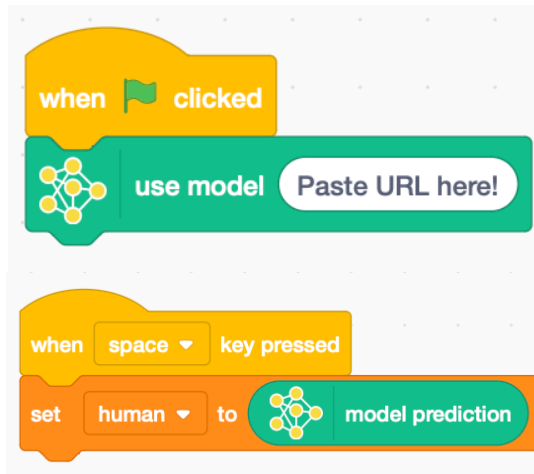 when clicked
use model Paste URL here!
when space key pressed
set human to model prediction